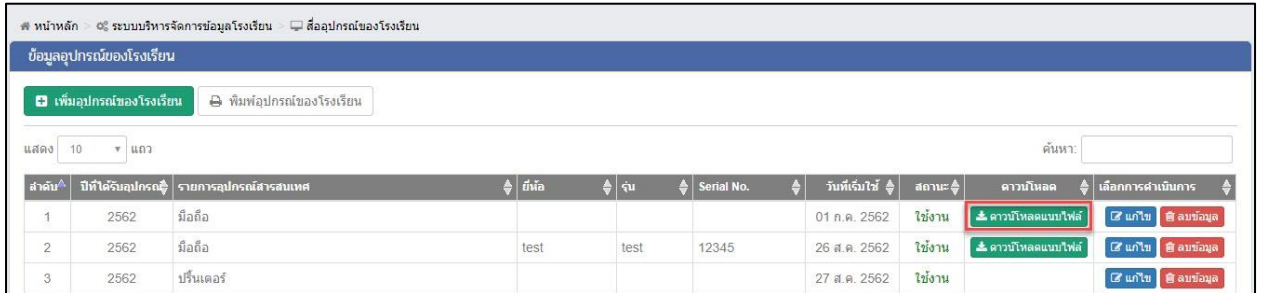 หน้าหลัก > ระบบบริหารจัดการข้อมูลโรงเรียน > สื่ออุปกรณ์ของโรงเรียน
ข้อมูลอุปกรณ์ของโรงเรียน
เพิ่มอุปกรณ์ของโรงเรียน พิมพ์อุปกรณ์ของโรงเรียน
แสดง 10 แถว ค้นหา:
ลำดับ ปีที่ได้รับอุปกรณ์ รายการอุปกรณ์สารสนเทศ ยี่ห้อ รุ่น Serial No. วันที่เริ่มใช้ สถานะ ดาวน์โหลด เลือกการดำเนินการ
1 2562 มือถือ 01 ก.ค. 2562 ใช้งาน ดาวน์โหลดแนบไฟล์ แก้ไข ลบข้อมูล
2 2562 มือถือ test test 12345 26 ส.ค. 2562 ใช้งาน ดาวน์โหลดแนบไฟล์ แก้ไข ลบข้อมูล
3 2562 ปริ้นเตอร์ 27 ส.ค. 2562 ใช้งาน แก้ไข ลบข้อมูล